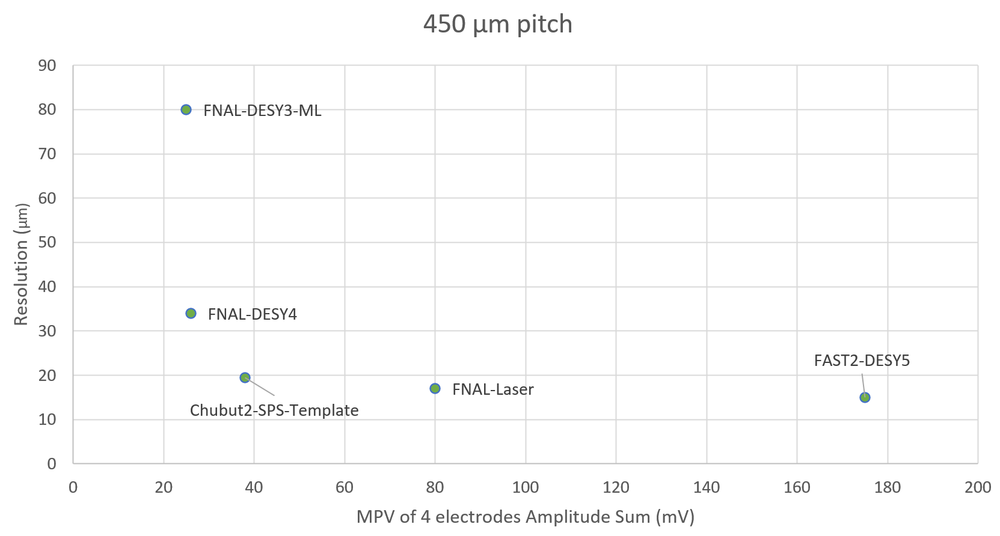 450 µm pitch
90
80
70
60
50
40
30
20
10
0
Resolution (µm)
FNAL-DESY3-ML
FNAL-DESY4
FAST2-DESY5
FNAL-Laser
Chubut2-SPS-Template
0 20 40 60 80 100 120 140 160 180 200
MPV of 4 electrodes Amplitude Sum (mV)